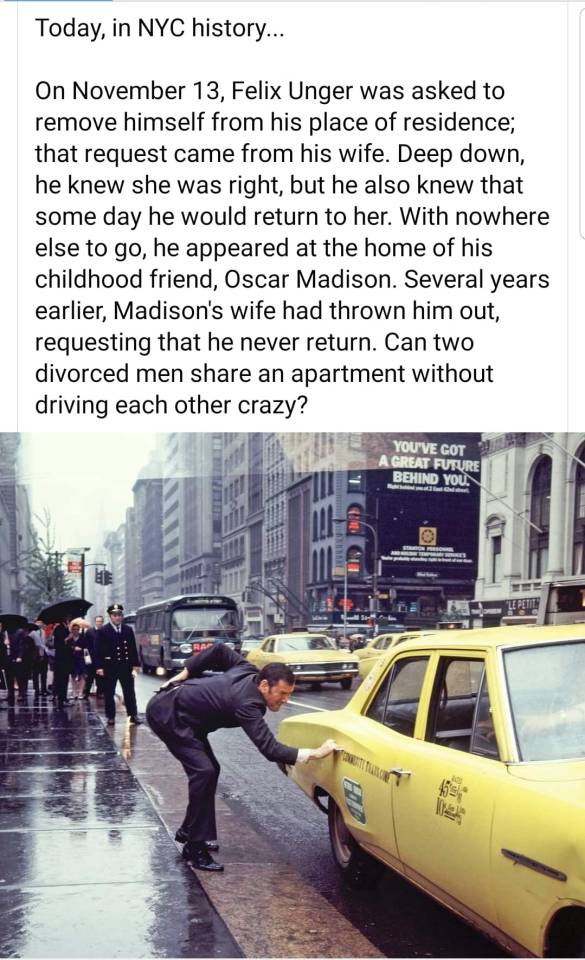 Today, in NYC history...
On November 13, Felix Unger was asked to
remove himself from his place of residence;
that request came from his wife. Deep down,
he knew she was right, but he also knew that
some day he would return to her. With nowhere
else to go, he appeared at the home of his
childhood friend, Oscar Madison. Several years
earlier, Madison's wife had thrown him out,
requesting that he never return. Can two
divorced men share an apartment without
driving each other crazy?
YOU'VE GOT
A GREAT FUTURE
BEHIND YOU.
"LE PETIT
RATES
45¢
10¢